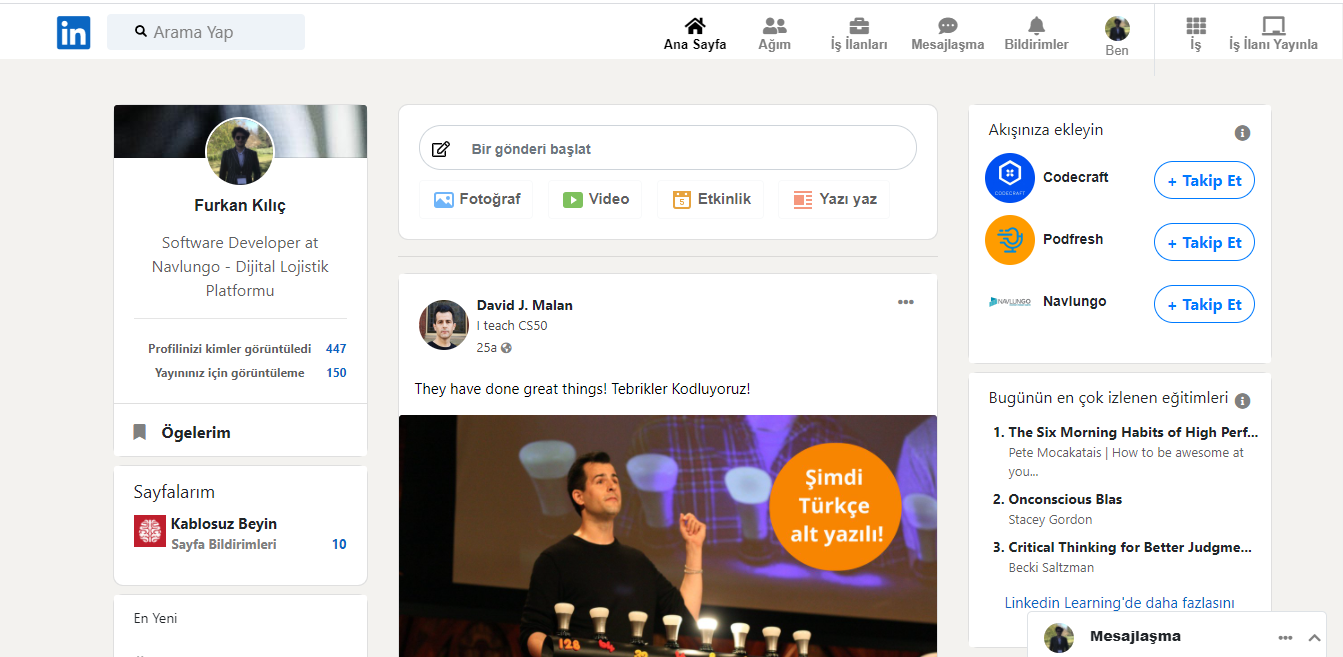 in
Arama Yap
Ana Sayfa
Ağım
İş İlanları
Mesajlaşma
Bildirimler
Ben
İş
İş İlanı Yayınla
Furkan Kılıç
Software Developer at
Navlungo - Dijital Lojistik
Platformu
Profilinizi kimler görüntüledi 447
Yayınınız için görüntüleme 150
Ögelerim
Sayfalarım
Kablosuz Beyin
Sayfa Bildirimleri 10
En Yeni
Bir gönderi başlat
Fotoğraf
Video
5
Etkinlik
Yazı yaz
David J. Malan
I teach CS50
25a
They have done great things! Tebrikler Kodluyoruz!
Şimdi
Türkçe
alt yazılı!
128
64
Akışınıza ekleyin
CODECRAFT
Codecraft
+ Takip Et
Podfresh
+ Takip Et
NAVLUNGO
Navlungo
+ Takip Et
Bugünün en çok izlenen eğitimleri
1. The Six Morning Habits of High Perf...
Pete Mocakatais | How to be awesome at
you...
2. Onconscious Blas
Stacey Gordon
3. Critical Thinking for Better Judgme...
Becki Saltzman
Linkedin Learning'de daha fazlasını
Mesajlaşma